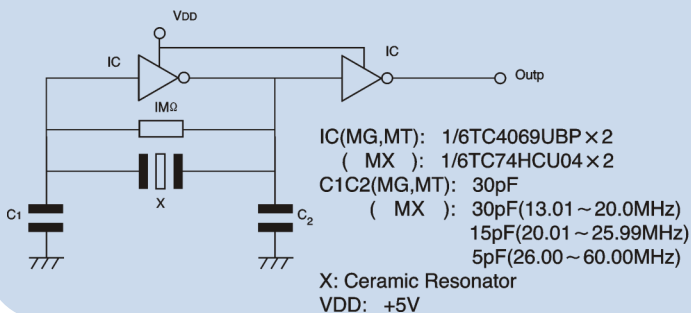 VDD
IC
IC
Outp
IMΩ
X
C1
C2
IC(MG,MT): 1/6TC4069UBP×2
( MX ): 1/6TC74HCU04×2
C1C2(MG,MT): 30pF
( MX ): 30pF(13.01~20.0MHz)
15pF(20.01~25.99MHz)
5pF(26.00~60.00MHz)
X: Ceramic Resonator
VDD: +5V